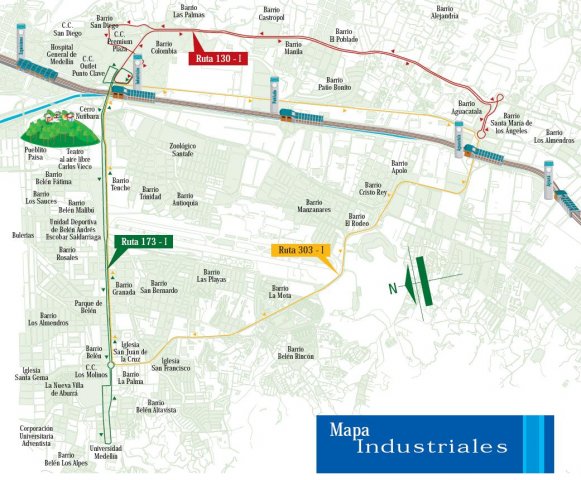 Barrio
Las Palmas
Barrio
Castropol
Barrio
Alejandría
Barrio
San Diego
C.C.
San Diego
C.C.
Premium
Plaza
Barrio
Colombia
Ruta 130 - I
Barrio
Manila
Barrio
El Poblado
Hospital
General de
Medellín
C.C.
Outlet
Punto Clave
Barrio
Patio Bonito
Barrio
Aguacatala
Barrio
Santa María de
los Ángeles
Barrio
Los Almendros
Cerro
Nutibara
Pueblito
Paisa
Teatro
al aire libre
Carlos Vieco
Zoológico
Santafe
Barrio
Apolo
Barrio
Cristo Rey
Barrio
Belén Fátima
Barrio
Tenche
Barrio
Trinidad
Barrio
Antioquia
Barrio
Los Sauces
Barrio
Belén Malibú
Barrio
Manzanares
Barrio
El Rodeo
Unidad Deportiva
de Belén Andrés
Escobar Saldarriaga
Bulerías
Ruta 173 - I
Ruta 303 - I
Barrio
Rosales
Barrio
Las Playas
Barrio
Granada
Barrio
San Bernardo
Barrio
La Mota
N
Parque de
Belén
Barrio
Los Almendros
Barrio
Belén
Iglesia
San Juan de
la Cruz
Iglesia
San Francisco
Barrio
Belén Rincón
Iglesia
Santa Gema
C.C.
Los Molinos
Barrio
La Palma
La Nueva Villa
de Aburrá
Barrio
Belén Altavista
Corporación
Universitaria
Adventista
Universidad
Medellín
Barrio
Belén Los Alpes
Mapa
Industriales